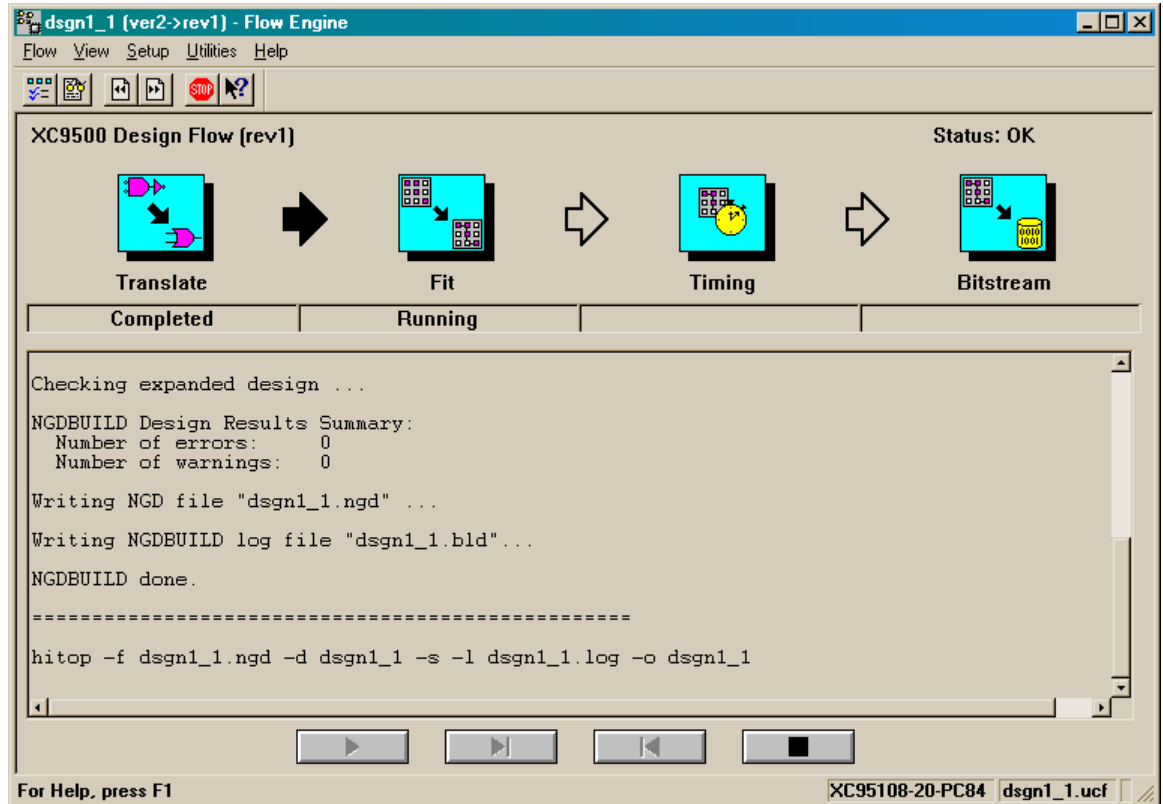 dsgn1_1 (ver2->rev1) - Flow Engine
Flow View Setup Utilities Help
STOP
XC9500 Design Flow (rev1) Status: OK
0010
1001
Translate Fit Timing Bitstream
Completed Running
Checking expanded design ...
NGDBUILD Design Results Summary:
Number of errors: 0
Number of warnings: 0
Writing NGD file "dsgn1_1.ngd" ...
Writing NGDBUILD log file "dsgn1_1.bld"...
NGDBUILD done.
==================================================
hitop -f dsgn1_1.ngd -d dsgn1_1 -s -l dsgn1_1.log -o dsgn1_1
For Help, press F1 XC95108-20-PC84 dsgn1_1.ucf